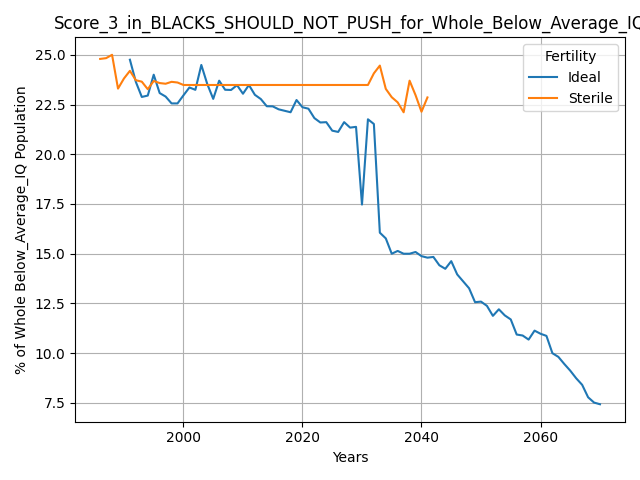 Score_3_in_BLACKS_SHOULD_NOT_PUSH_for_Whole_Below_Average_IQ
% of Whole Below_Average_IQ Population
25.0
22.5
20.0
17.5
15.0
12.5
10.0
7.5
Fertility
Ideal
Sterile
2000
2020
2040
2060
Years